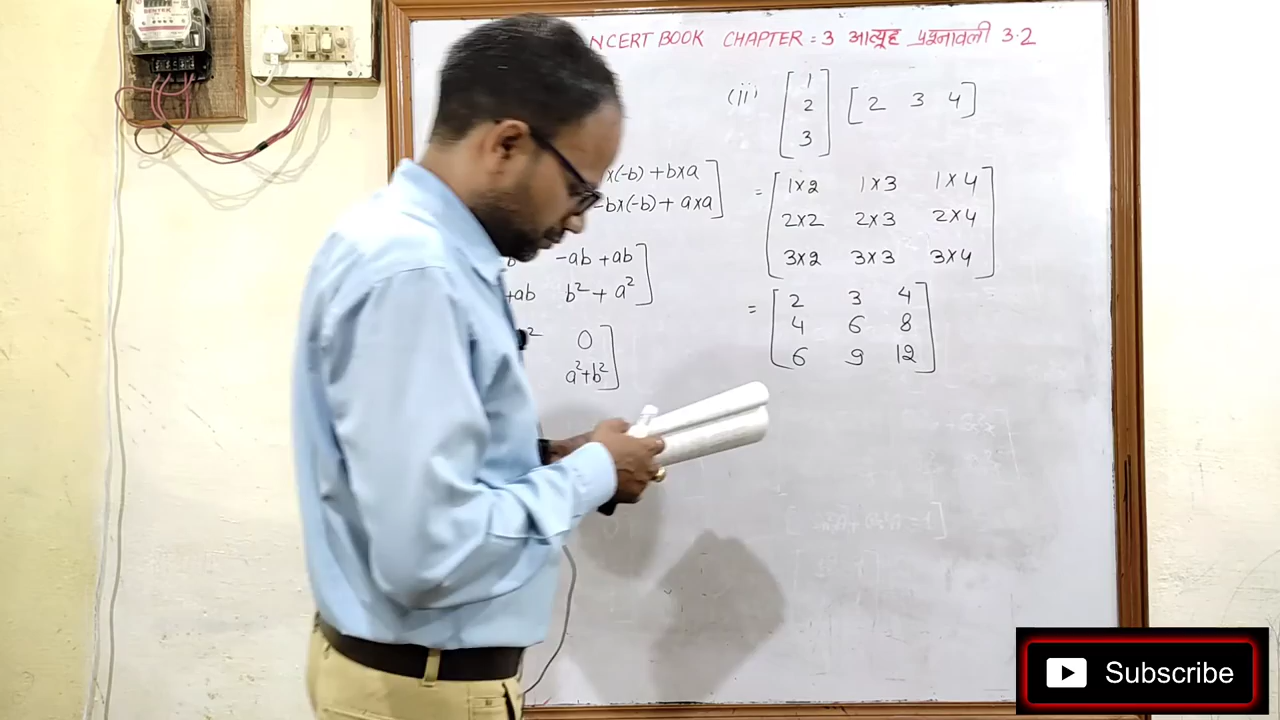 NCERT BOOK CHAPTER = 3 आव्यूह प्रश्नावली 3.2
x(-b) + bxa
-bx(-b) + axa
-ab + ab
+ab b² + a²
0
a²+b²
(ii) [1 2 3] [2 3 4]
= [1x2 1x3 1x4
2x2 2x3 2x4
3x2 3x3 3x4]
= [2 3 4
4 6 8
6 9 12]
Subscribe